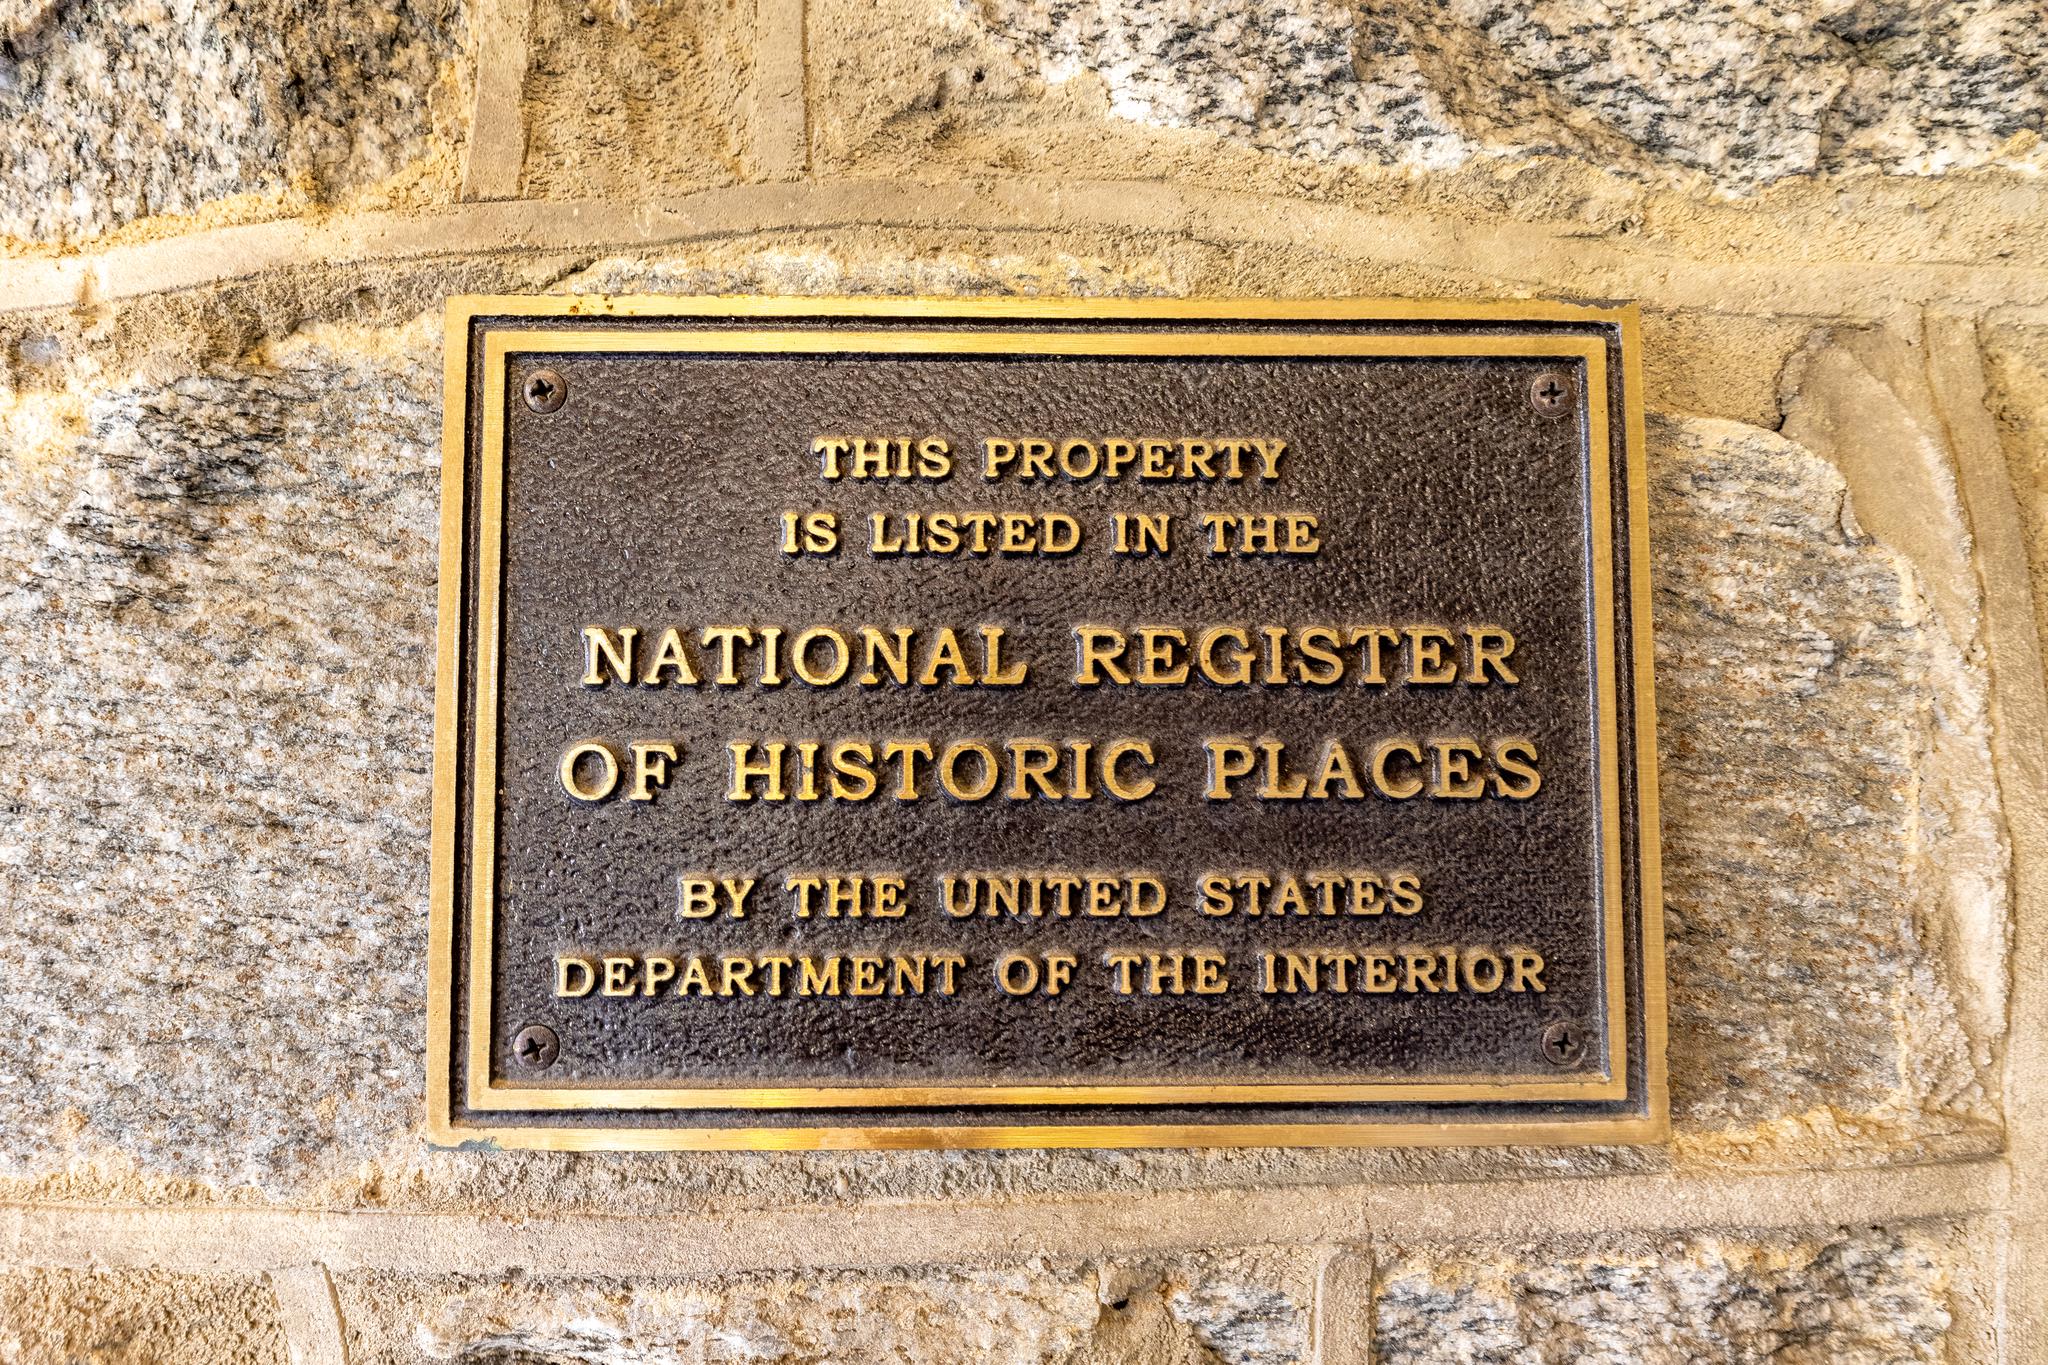 THIS PROPERTY
IS LISTED IN THE
NATIONAL REGISTER
OF HISTORIC PLACES
BY THE UNITED STATES
DEPARTMENT OF THE INTERIOR